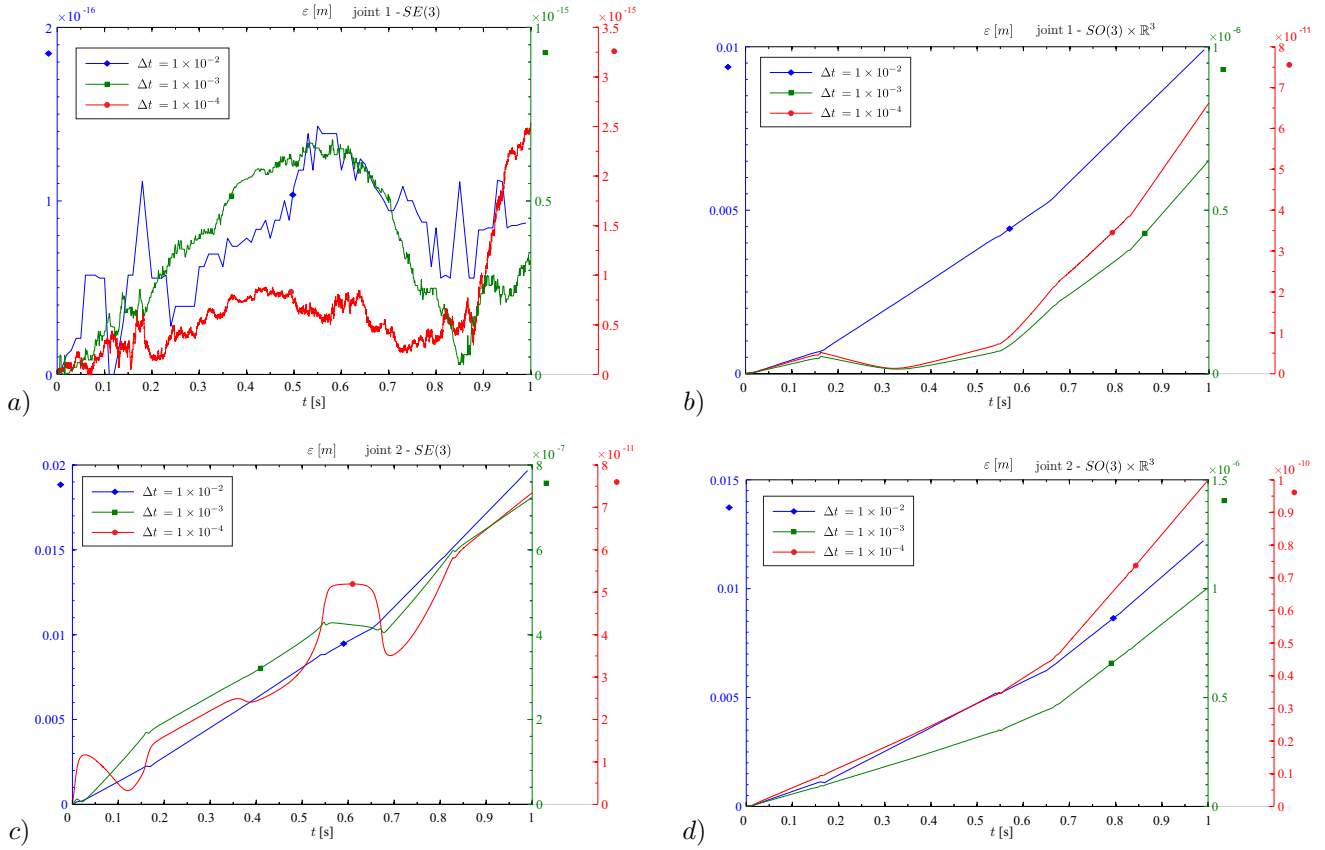 ×10⁻¹⁶ ε [m] joint 1 - SE(3) ×10⁻¹⁵ ×10⁻¹⁵
2 1 3.5
Δt = 1 × 10⁻²
3
Δt = 1 × 10⁻³
Δt = 1 × 10⁻⁴
2.5
2
1 0.5
1.5
1
0.5
0 0 0
0 0.1 0.2 0.3 0.4 0.5 0.6 0.7 0.8 0.9 1
t [s]
a)
ε [m] joint 1 - SO(3) × ℝ³ ×10⁻⁶ ×10⁻¹¹
0.01 1 8
Δt = 1 × 10⁻²
7
Δt = 1 × 10⁻³
Δt = 1 × 10⁻⁴
6
5
0.005 0.5 4
3
2
1
0 0 0
0.1 0.2 0.3 0.4 0.5 0.6 0.7 0.8 0.9 1
t [s]
b)
ε [m] joint 2 - SE(3) ×10⁻⁷ ×10⁻¹¹
0.02 8 8
Δt = 1 × 10⁻²
7
Δt = 1 × 10⁻³
Δt = 1 × 10⁻⁴
0.015 6 6
5
0.01 4 4
3
0.005 2 2
1
0 0 0
0 0.1 0.2 0.3 0.4 0.5 0.6 0.7 0.8 0.9 1
t [s]
c)
ε [m] joint 2 - SO(3) × ℝ³ ×10⁻⁶ ×10⁻¹⁰
0.015 1.5 1
Δt = 1 × 10⁻²
0.9
Δt = 1 × 10⁻³
Δt = 1 × 10⁻⁴
0.8
0.7
0.01 1
0.6
0.5
0.4
0.005 0.5
0.3
0.2
0.1
0 0 0
0 0.1 0.2 0.3 0.4 0.5 0.6 0.7 0.8 0.9 1
t [s]
d)